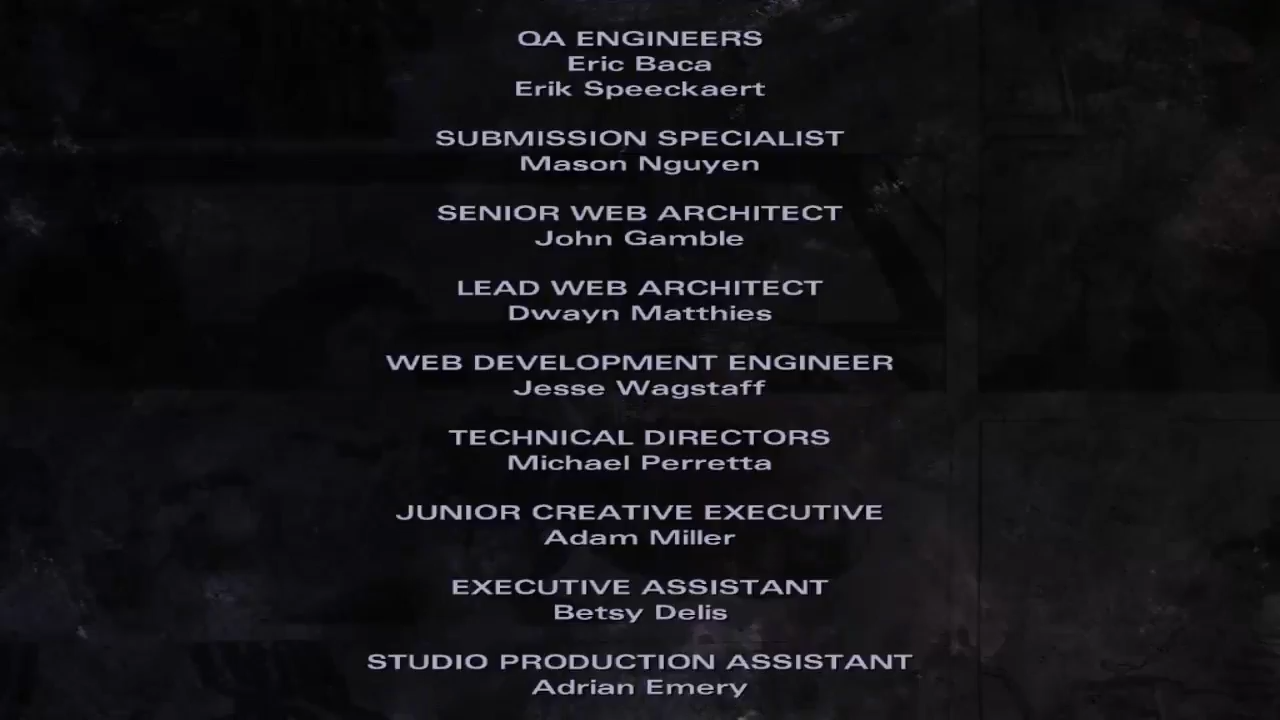 QA ENGINEERS
Eric Baca
Erik Speeckaert
SUBMISSION SPECIALIST
Mason Nguyen
SENIOR WEB ARCHITECT
John Gamble
LEAD WEB ARCHITECT
Dwayn Matthies
WEB DEVELOPMENT ENGINEER
Jesse Wagstaff
TECHNICAL DIRECTORS
Michael Perretta
JUNIOR CREATIVE EXECUTIVE
Adam Miller
EXECUTIVE ASSISTANT
Betsy Delis
STUDIO PRODUCTION ASSISTANT
Adrian Emery